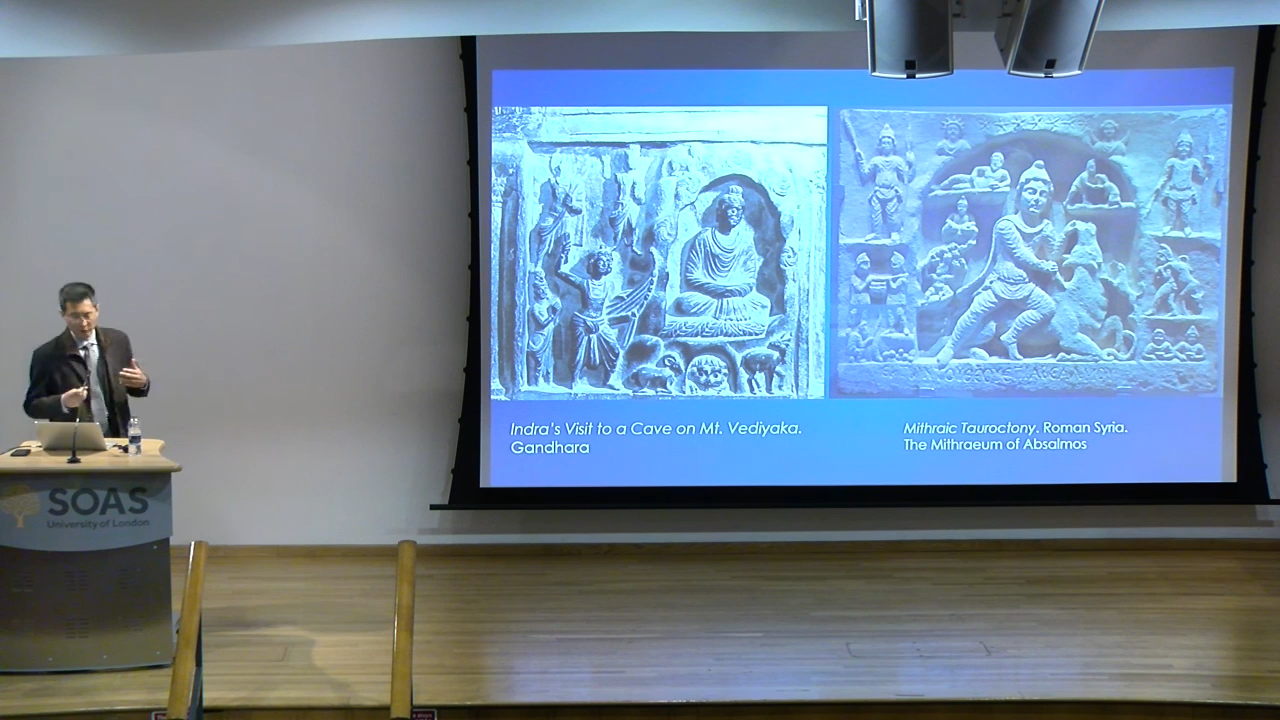 Indra's Visit to a Cave on Mt. Vediyaka.
Gandhara
Mithraic Tauroctony. Roman Syria.
The Mithraeum of Absalmos
SOAS
University of London